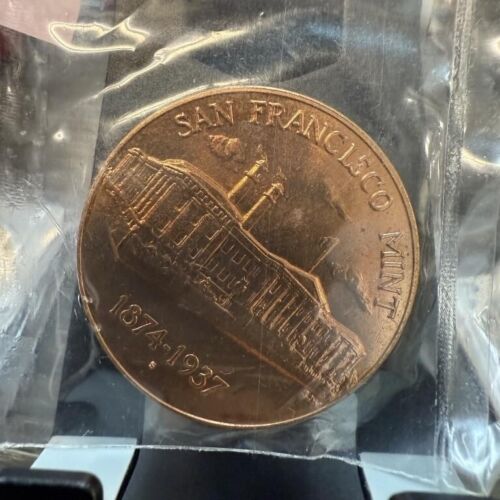 SAN FRANCISCO MINT
1874-1937
S